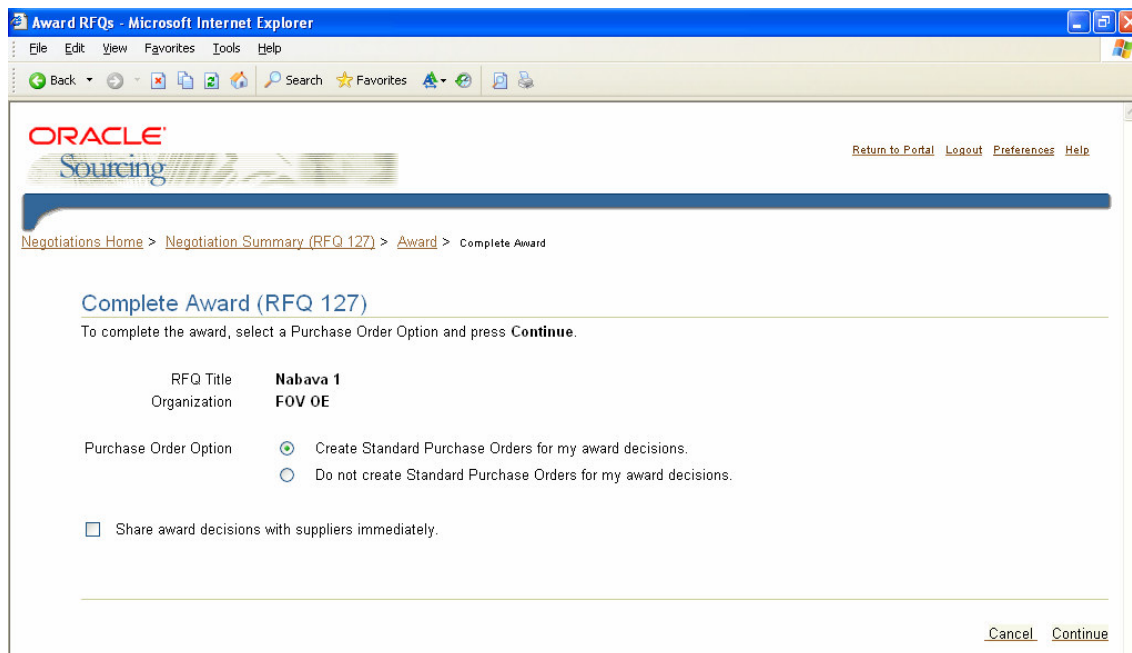 Award RFQs - Microsoft Internet Explorer
File Edit View Favorites Tools Help
Back Search Favorites
ORACLE
Sourcing
Return to Portal Logout Preferences Help
Negotiations Home > Negotiation Summary (RFQ 127) > Award > Complete Award
Complete Award (RFQ 127)
To complete the award, select a Purchase Order Option and press Continue.
RFQ Title Nabava 1
Organization FOV OE
Purchase Order Option Create Standard Purchase Orders for my award decisions.
Do not create Standard Purchase Orders for my award decisions.
Share award decisions with suppliers immediately.
Cancel Continue